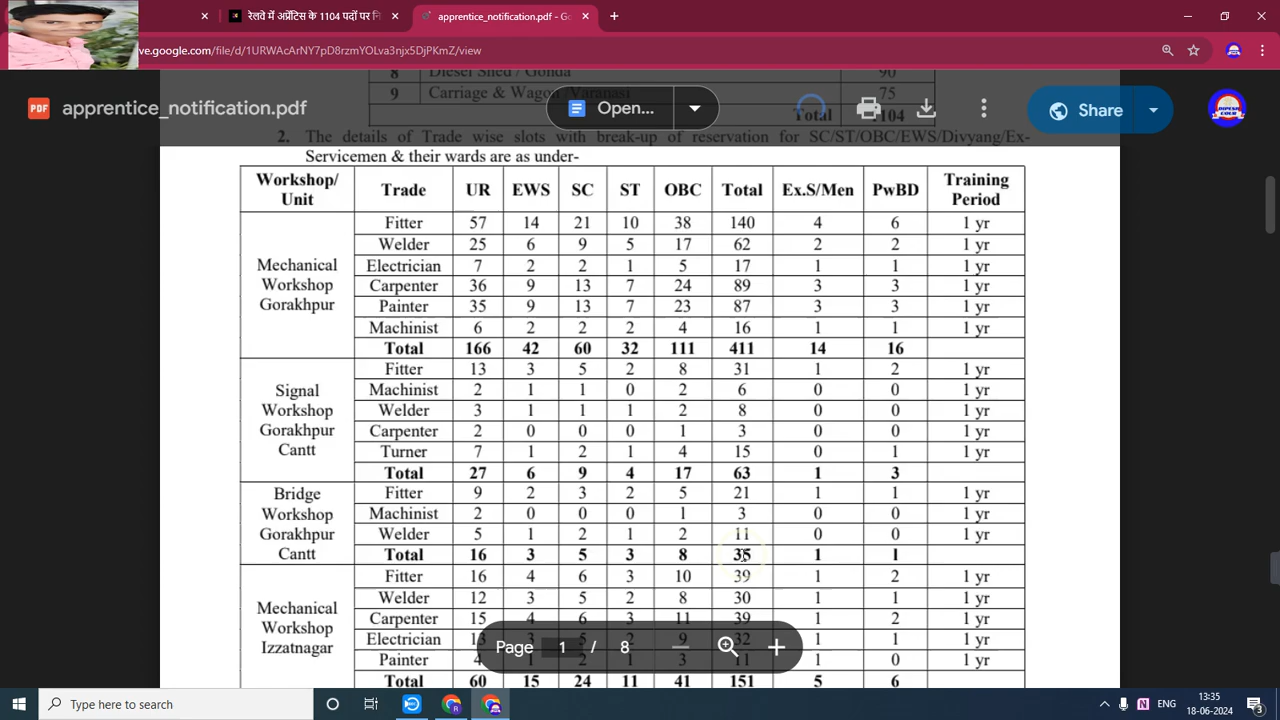 रेलवे में अप्रेंटिस के 1104 पदों पर नि
apprentice_notification.pdf - Go
ve.google.com/file/d/1URWAcArNY7pD8rzmYOLva3njx5DjPKmZ/view
apprentice_notification.pdf
Open...
Share
8 Diesel Shed / Gonda 90
9 Carriage & Wagon /Varanasi 75
Total 104
2. The details of Trade wise slots with break-up of reservation for SC/ST/OBC/EWS/Divyang/Ex-
Servicemen & their wards are as under-
Workshop/ Unit Trade UR EWS SC ST OBC Total Ex.S/Men PwBD Training Period
Mechanical Workshop Gorakhpur
Fitter 57 14 21 10 38 140 4 6 1 yr
Welder 25 6 9 5 17 62 2 2 1 yr
Electrician 7 2 2 1 5 17 1 1 1 yr
Carpenter 36 9 13 7 24 89 3 3 1 yr
Painter 35 9 13 7 23 87 3 3 1 yr
Machinist 6 2 2 2 4 16 1 1 1 yr
Total 166 42 60 32 111 411 14 16
Signal Workshop Gorakhpur Cantt
Fitter 13 3 5 2 8 31 1 2 1 yr
Machinist 2 1 1 0 2 6 0 0 1 yr
Welder 3 1 1 1 2 8 0 0 1 yr
Carpenter 2 0 0 0 1 3 0 0 1 yr
Turner 7 1 2 1 4 15 0 1 1 yr
Total 27 6 9 4 17 63 1 3
Bridge Workshop Gorakhpur Cantt
Fitter 9 2 3 2 5 21 1 1 1 yr
Machinist 2 0 0 0 1 3 0 0 1 yr
Welder 5 1 2 1 2 11 0 0 1 yr
Total 16 3 5 3 8 35 1 1
Mechanical Workshop Izzatnagar
Fitter 16 4 6 3 10 39 1 2 1 yr
Welder 12 3 5 2 8 30 1 1 1 yr
Carpenter 15 4 6 3 11 39 1 2 1 yr
Electrician 13 3 5 2 9 32 1 1 1 yr
Painter 4 1 2 1 3 11 1 0 1 yr
Total 60 15 24 11 41 151 5 6
Page 1 / 8
Type here to search
13:35
18-06-2024